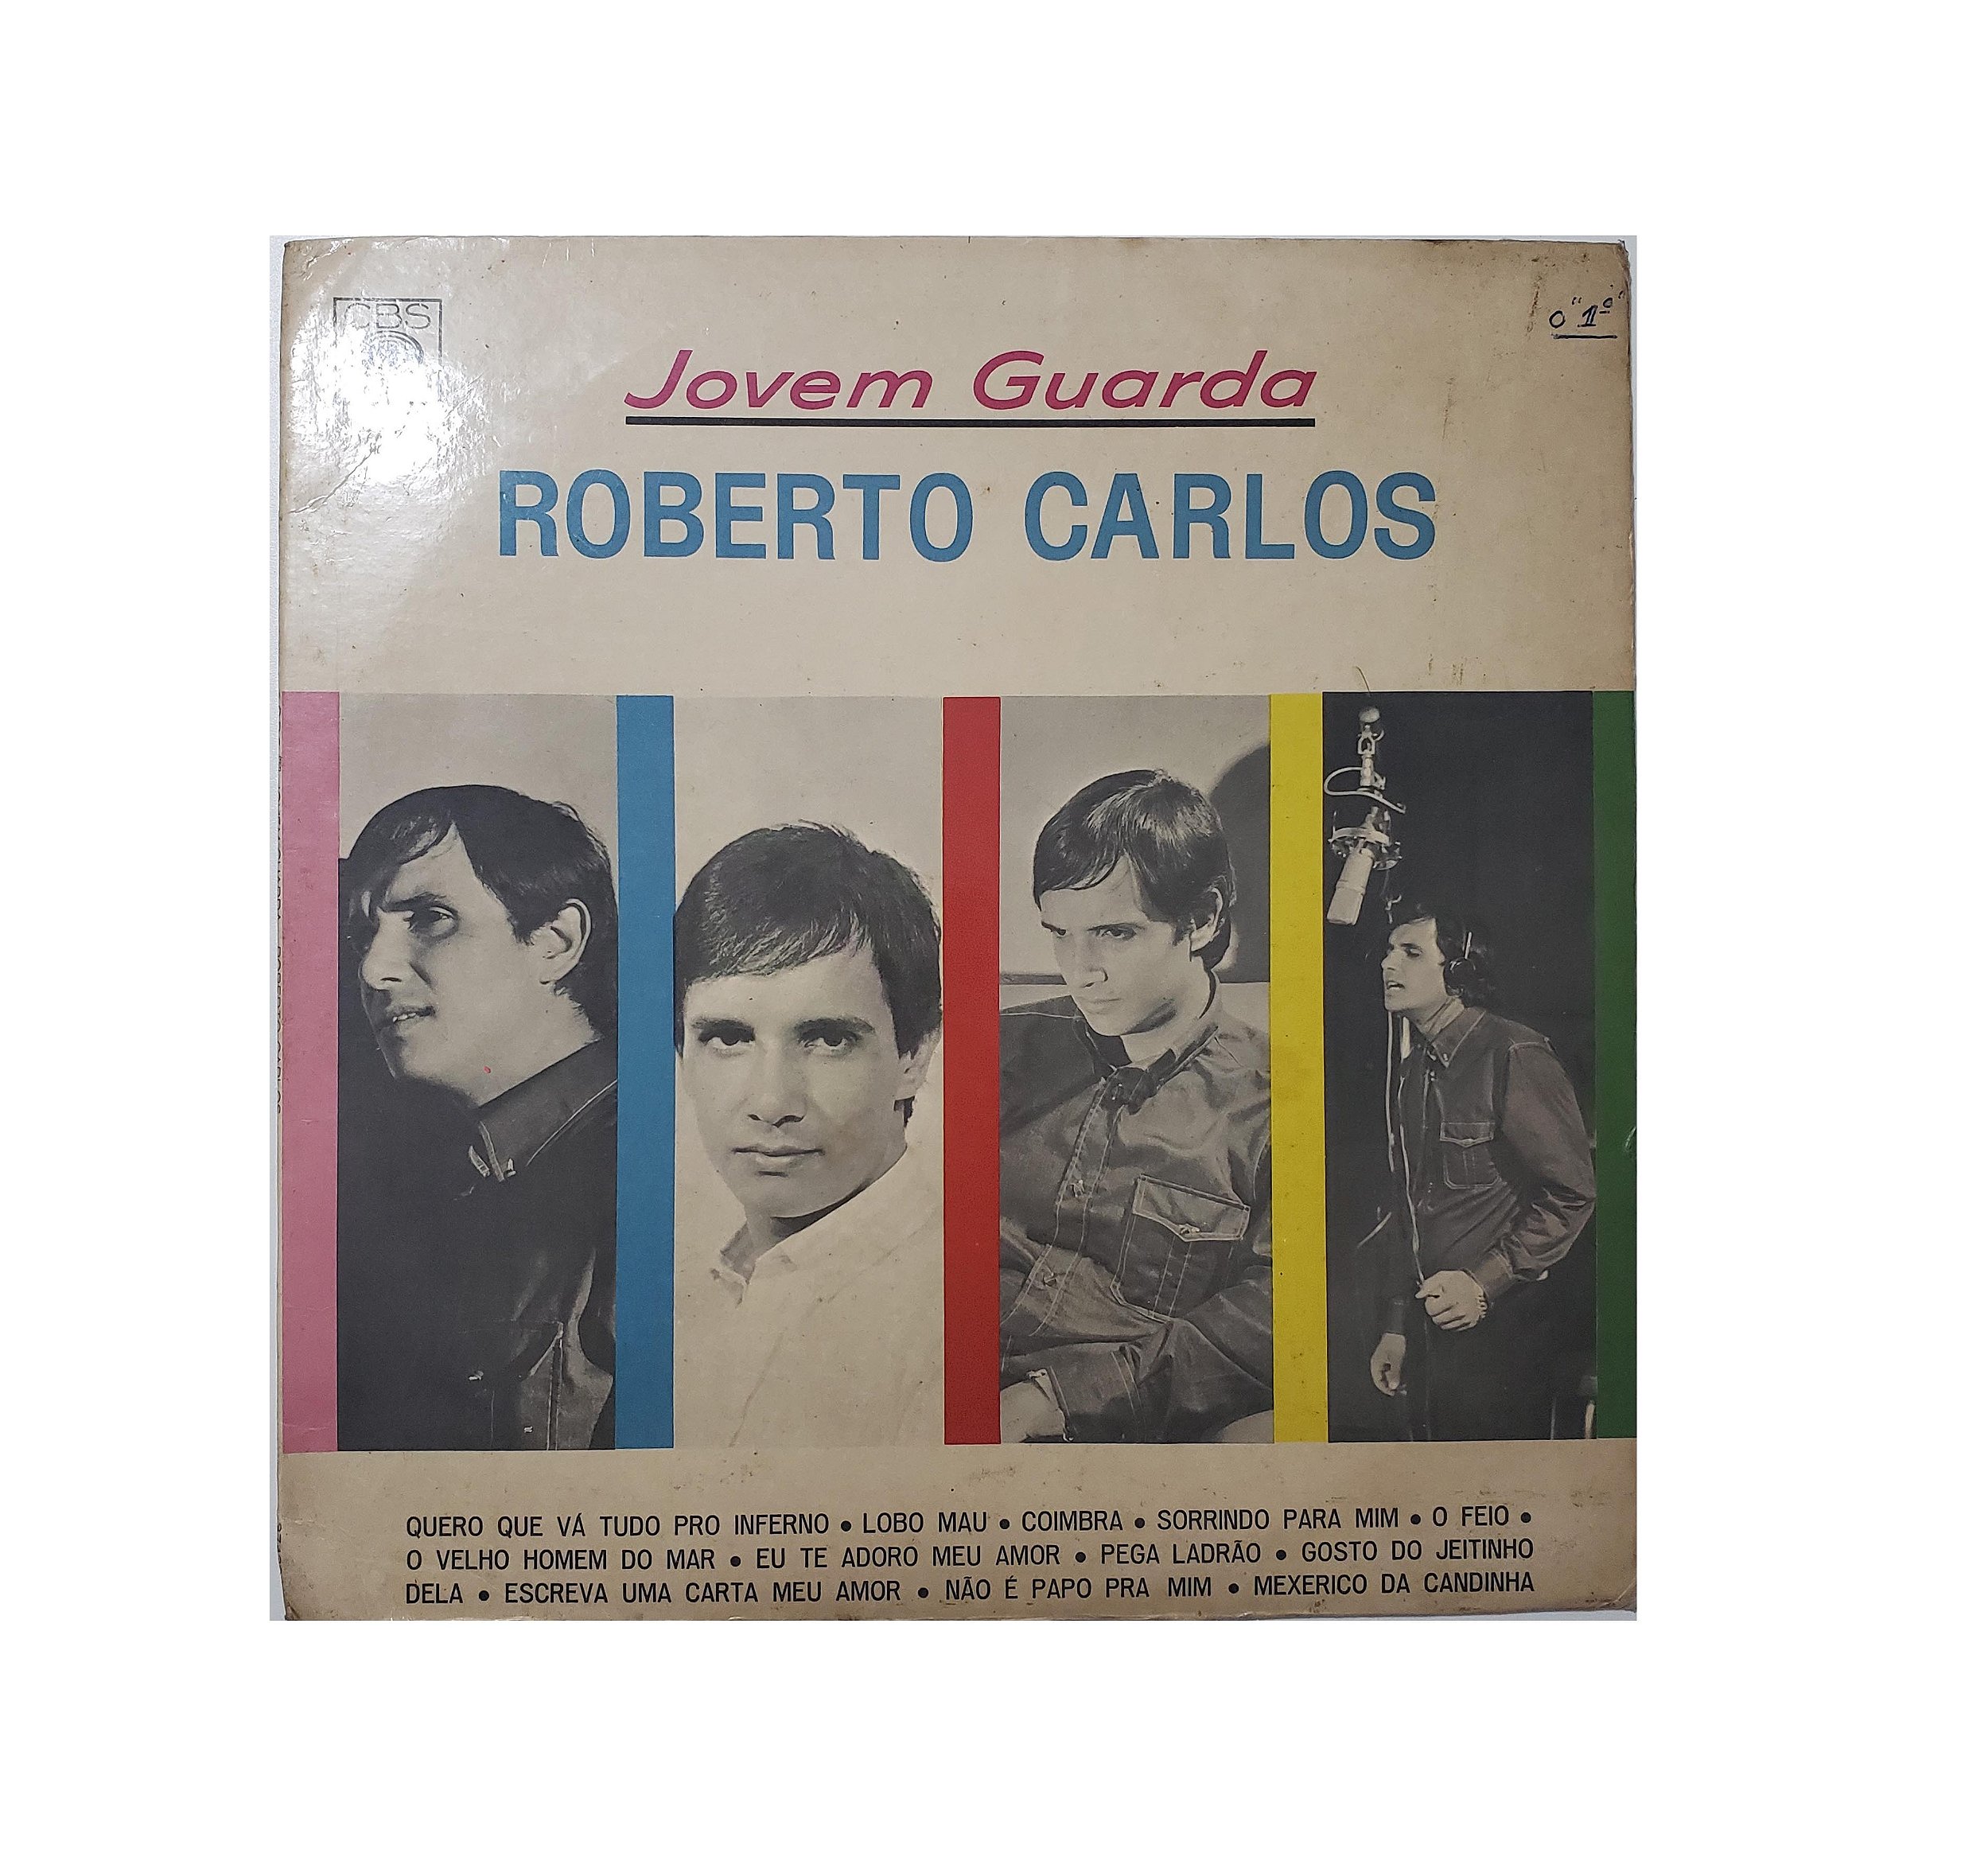 CBS
o "1º"
Jovem Guarda
ROBERTO CARLOS
QUERO QUE VÁ TUDO PRO INFERNO • LOBO MAU • COIMBRA • SORRINDO PARA MIM • O FEIO •
O VELHO HOMEM DO MAR • EU TE ADORO MEU AMOR • PEGA LADRÃO • GOSTO DO JEITINHO
DELA • ESCREVA UMA CARTA MEU AMOR • NÃO É PAPO PRA MIM • MEXERICO DA CANDINHA